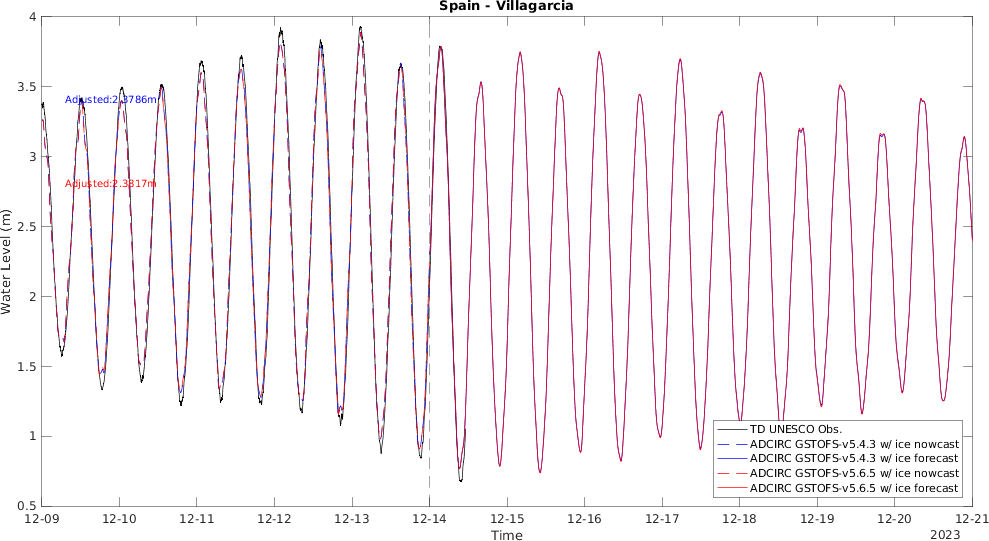 Spain - Villagarcia
Water Level (m)
4
3.5
3
2.5
2
1.5
1
0.5
Adjusted:2.3786m
Adjusted:2.3317m
TD UNESCO Obs.
ADCIRC GSTOFS-v5.4.3 w/ ice nowcast
ADCIRC GSTOFS-v5.4.3 w/ ice forecast
ADCIRC GSTOFS-v5.6.5 w/ ice nowcast
ADCIRC GSTOFS-v5.6.5 w/ ice forecast
12-09 12-10 12-11 12-12 12-13 12-14 12-15 12-16 12-17 12-18 12-19 12-20 12-21
Time
2023